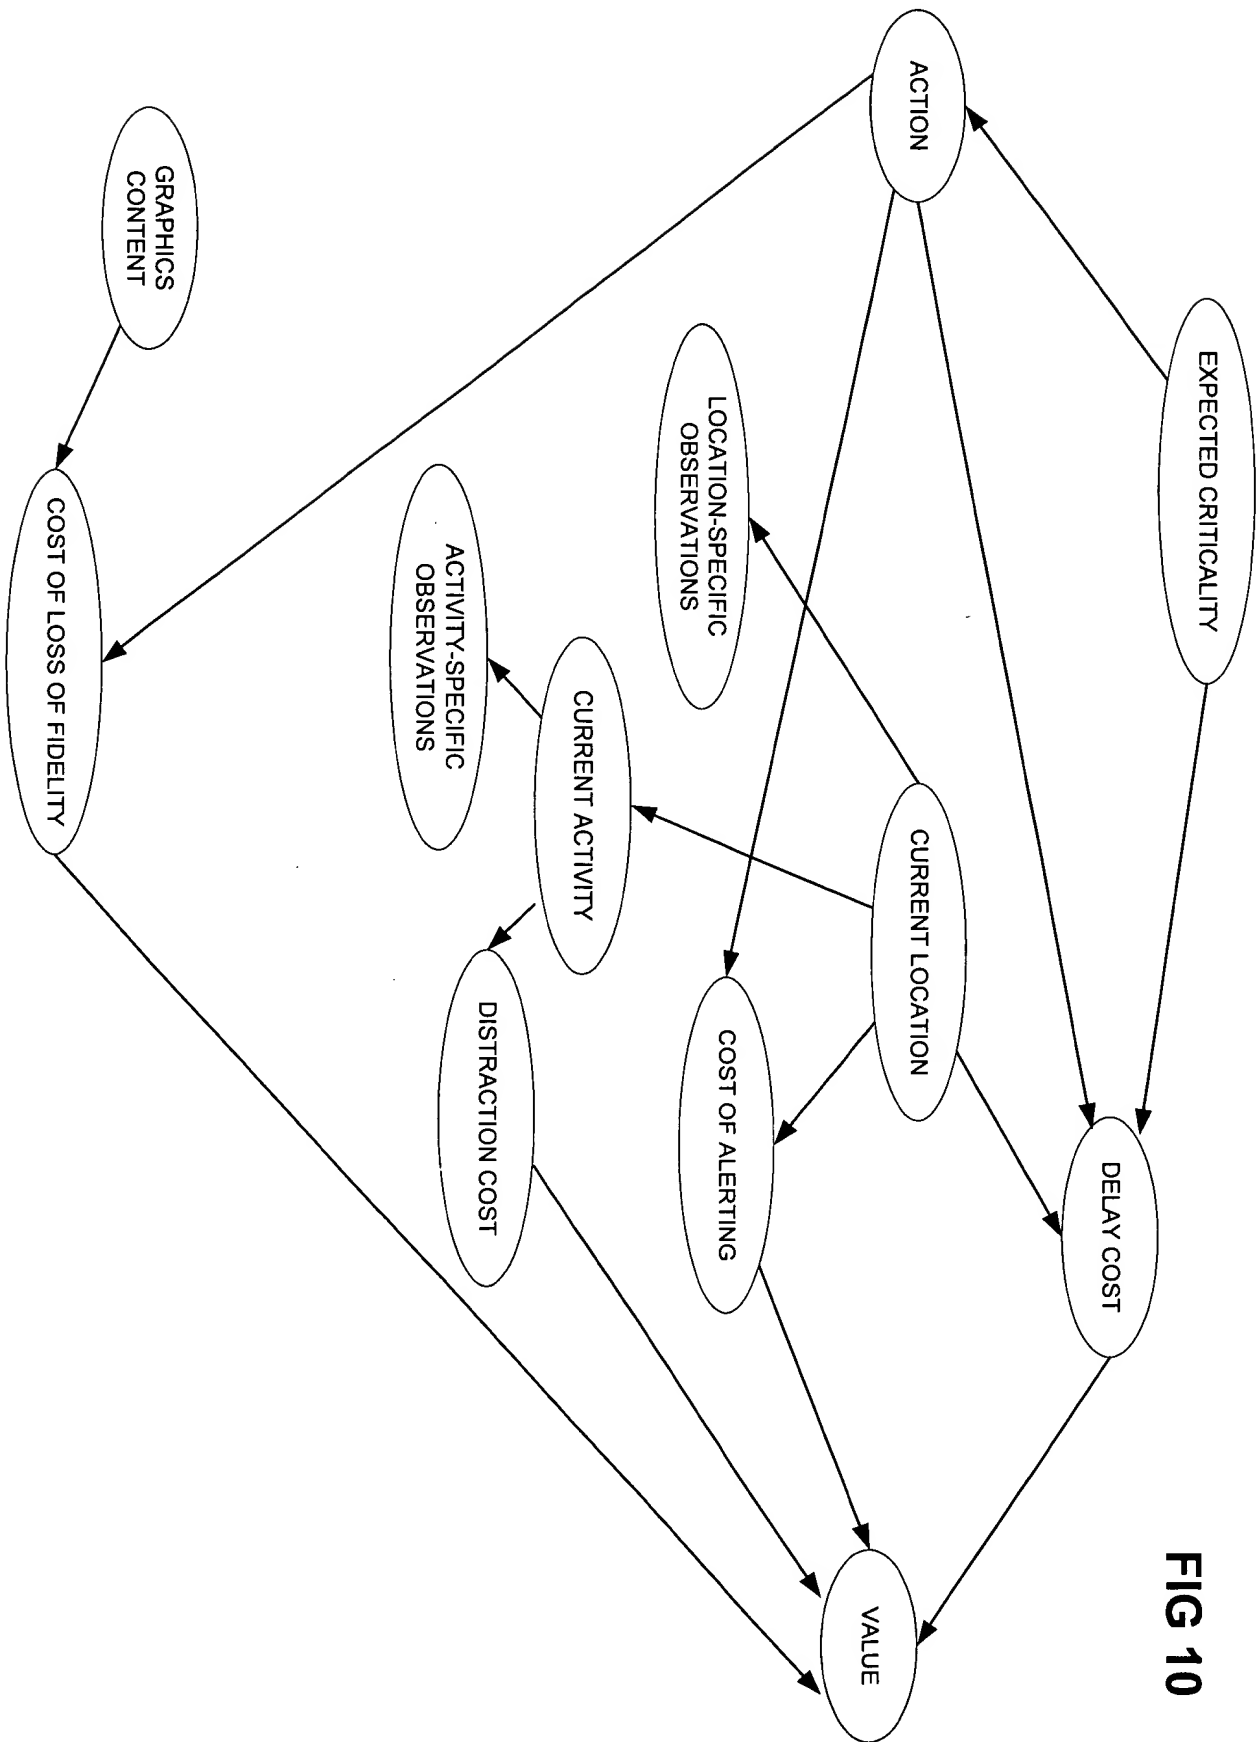 FIG 10
EXPECTED CRITICALITY
DELAY COST
ACTION
CURRENT LOCATION
VALUE
LOCATION-SPECIFIC
OBSERVATIONS
COST OF ALERTING
CURRENT ACTIVITY
ACTIVITY-SPECIFIC
OBSERVATIONS
DISTRACTION COST
GRAPHICS
CONTENT
COST OF LOSS OF FIDELITY